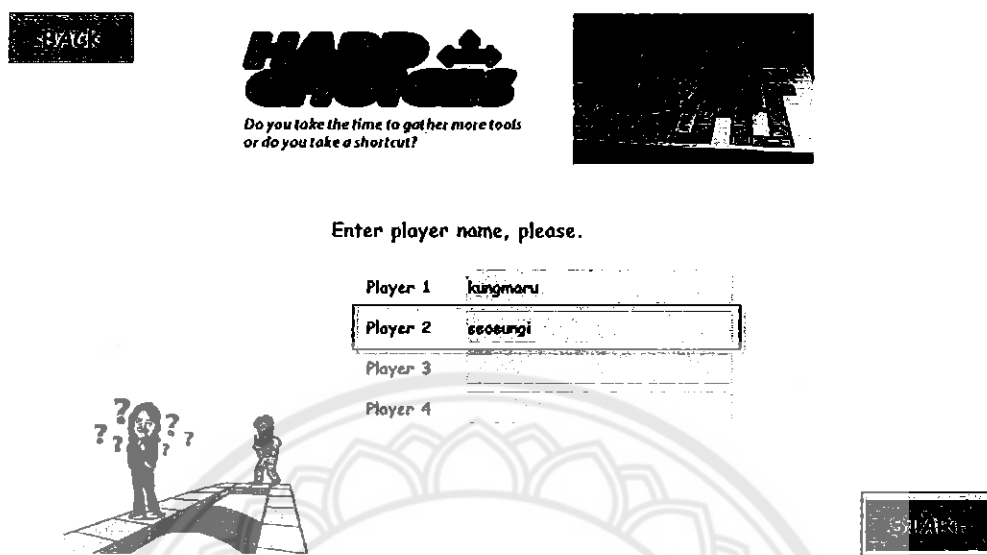 BACK
HARD
CHOICES
Do you take the time to gather more tools
or do you take a shortcut?
Enter player name, please.
Player 1 kungmaru
Player 2 seoseungi
Player 3
Player 4
? ? ? ? ? ?
START